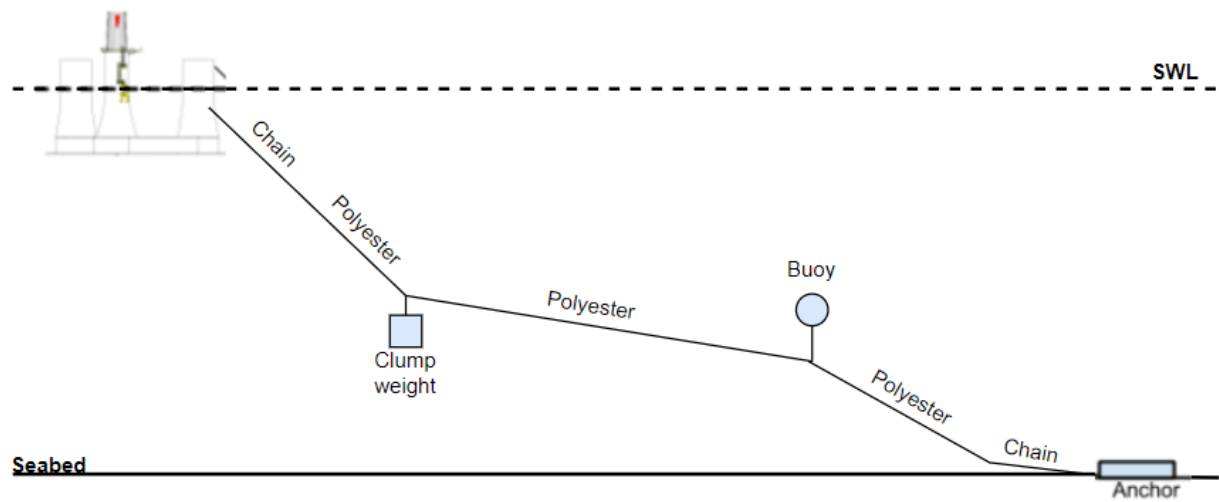 SWL
Chain
Polyester
Buoy
Polyester
Clump
weight
Polyester
Chain
Seabed
Anchor